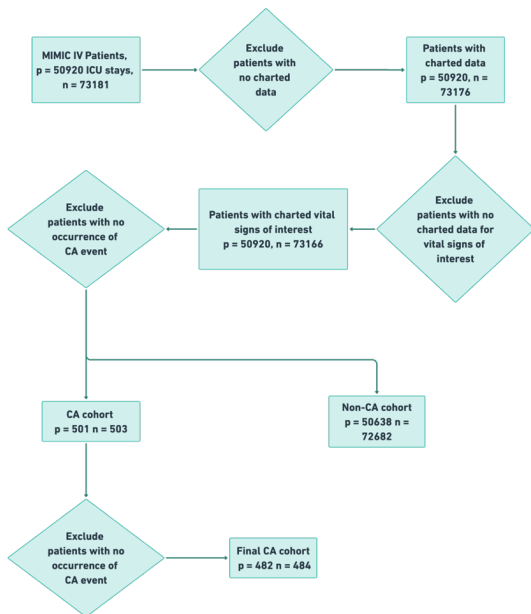 MIMIC IV Patients,
p = 50920 ICU stays,
n = 73181
Exclude
patients with
no charted
data
Patients with
charted data
p = 50920, n =
73176
Exclude
patients with no
charted data for
vital signs of
interest
Patients with charted vital
signs of interest
p = 50920, n = 73166
Exclude
patients with no
occurrence of
CA event
CA cohort
p = 501 n = 503
Non-CA cohort
p = 50638 n =
72682
Exclude
patients with no
occurrence of
CA event
Final CA cohort
p = 482 n = 484